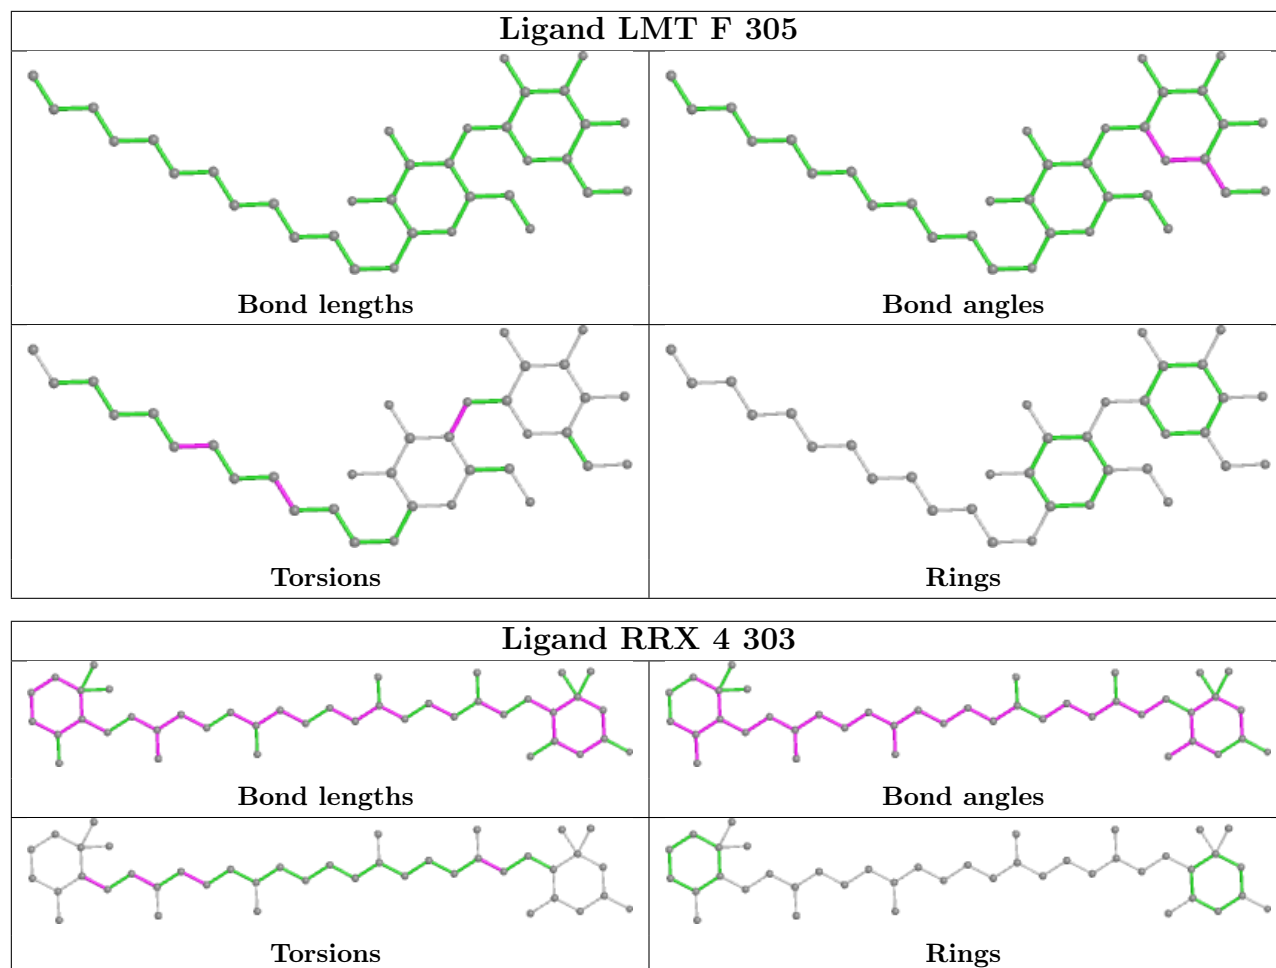 Ligand LMT F 305
Bond lengths
Bond angles
Torsions
Rings
Ligand RRX 4 303
Bond lengths
Bond angles
Torsions
Rings